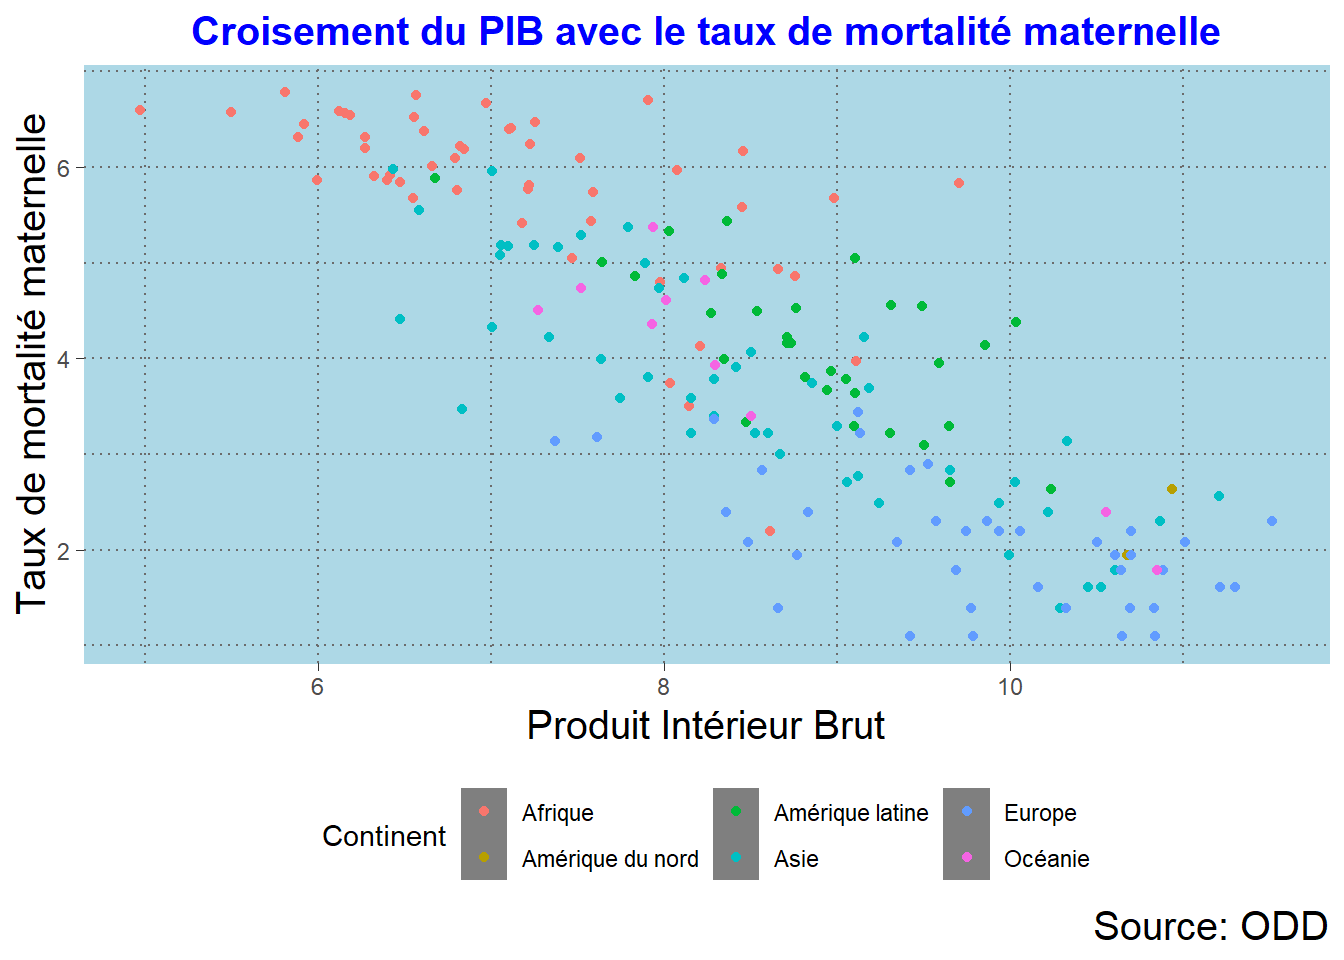 Croisement du PIB avec le taux de mortalité maternelle
Taux de mortalité maternelle
6
4
2
6
8
10
Produit Intérieur Brut
Continent
Afrique
Amérique latine
Europe
Amérique du nord
Asie
Océanie
Source: ODD